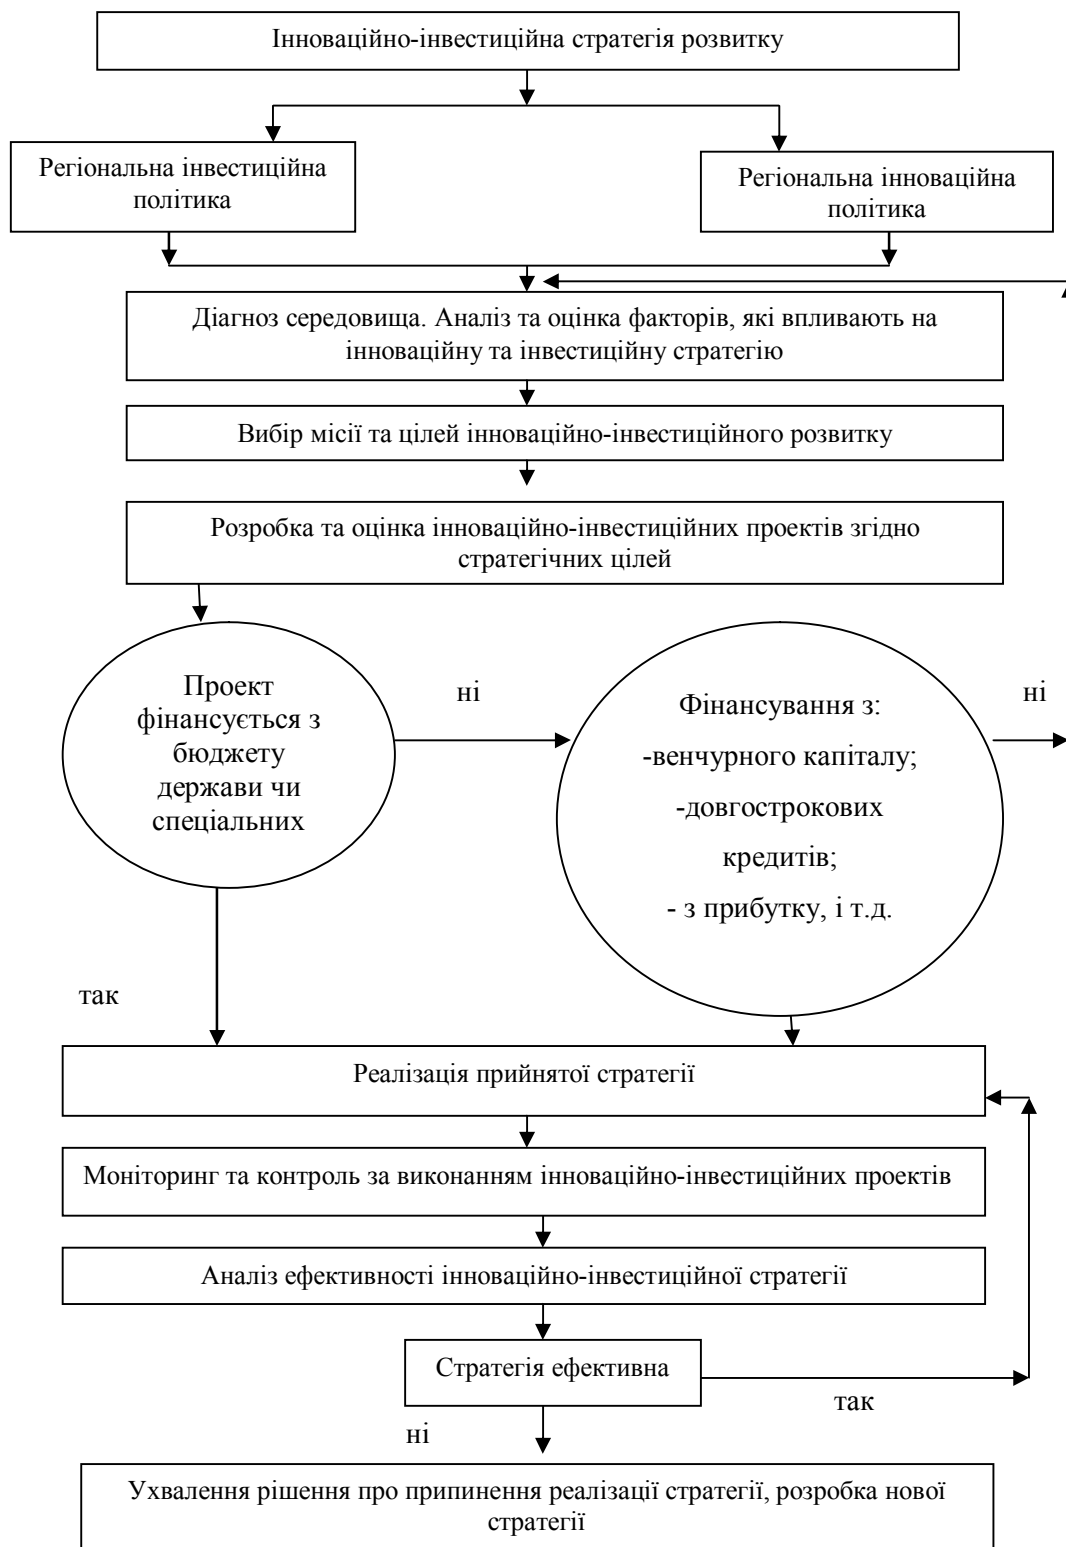 Інноваційно-інвестиційна стратегія розвитку
Регіональна інвестиційна
політика
Регіональна інноваційна
політика
Діагноз середовища. Аналіз та оцінка факторів, які впливають на
інноваційну та інвестиційну стратегію
Вибір місії та цілей інноваційно-інвестиційного розвитку
Розробка та оцінка інноваційно-інвестиційних проектів згідно
стратегічних цілей
Проект
фінансується з
бюджету
держави чи
спеціальних
ні
Фінансування з:
-венчурного капіталу;
-довгострокових
кредитів;
- з прибутку, і т.д.
ні
так
Реалізація прийнятої стратегії
Моніторинг та контроль за виконанням інноваційно-інвестиційних проектів
Аналіз ефективності інноваційно-інвестиційної стратегії
Стратегія ефективна
так
ні
Ухвалення рішення про припинення реалізації стратегії, розробка нової
стратегії